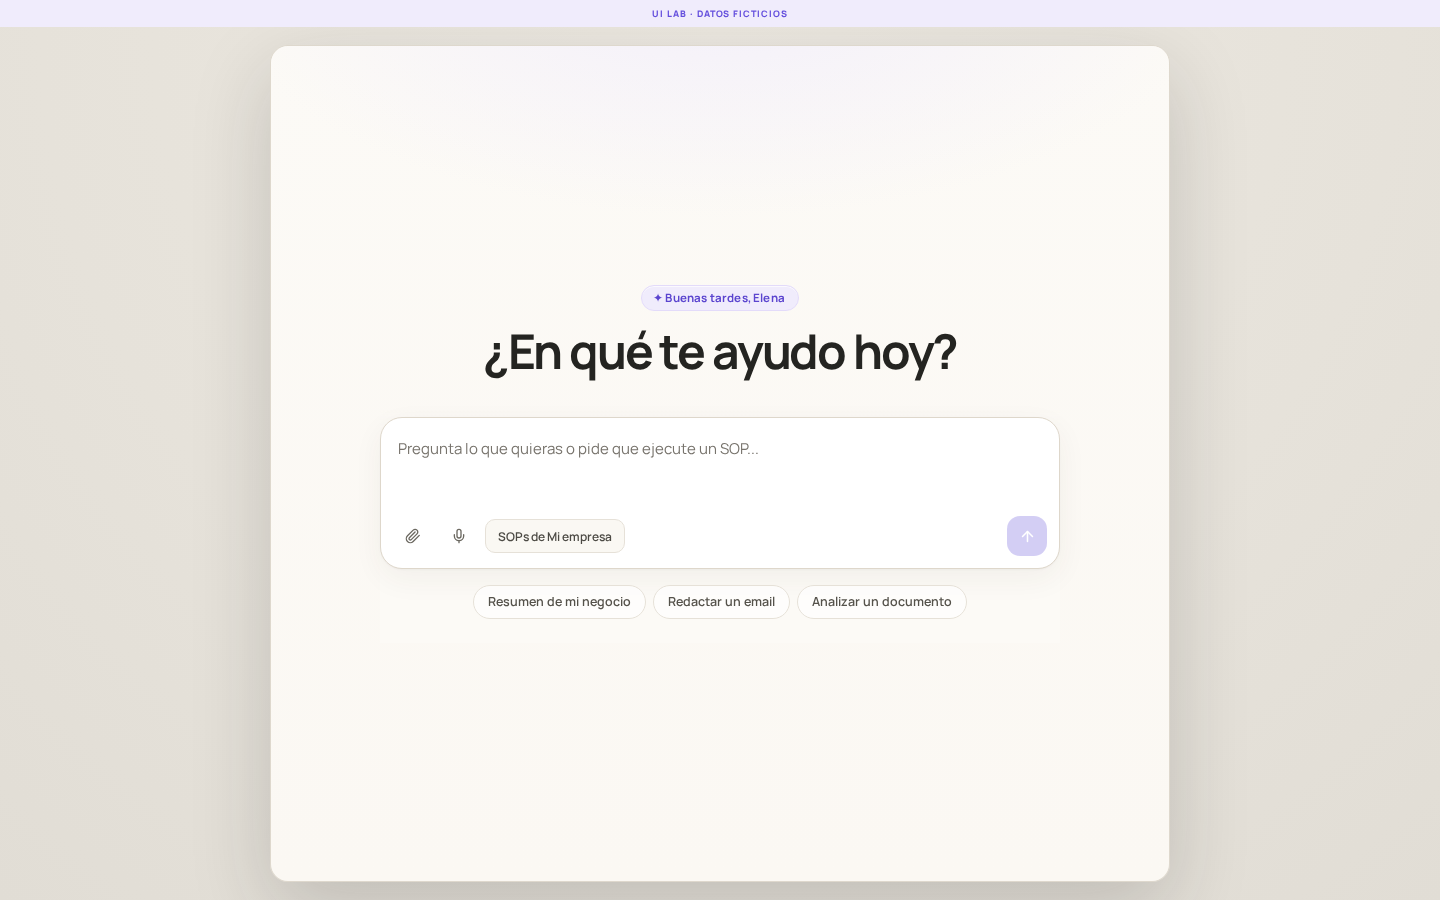 UI LAB · DATOS FICTICIOS
✦ Buenas tardes, Elena
¿En qué te ayudo hoy?
Pregunta lo que quieras o pide que ejecute un SOP...
SOPs de Mi empresa
Resumen de mi negocio
Redactar un email
Analizar un documento